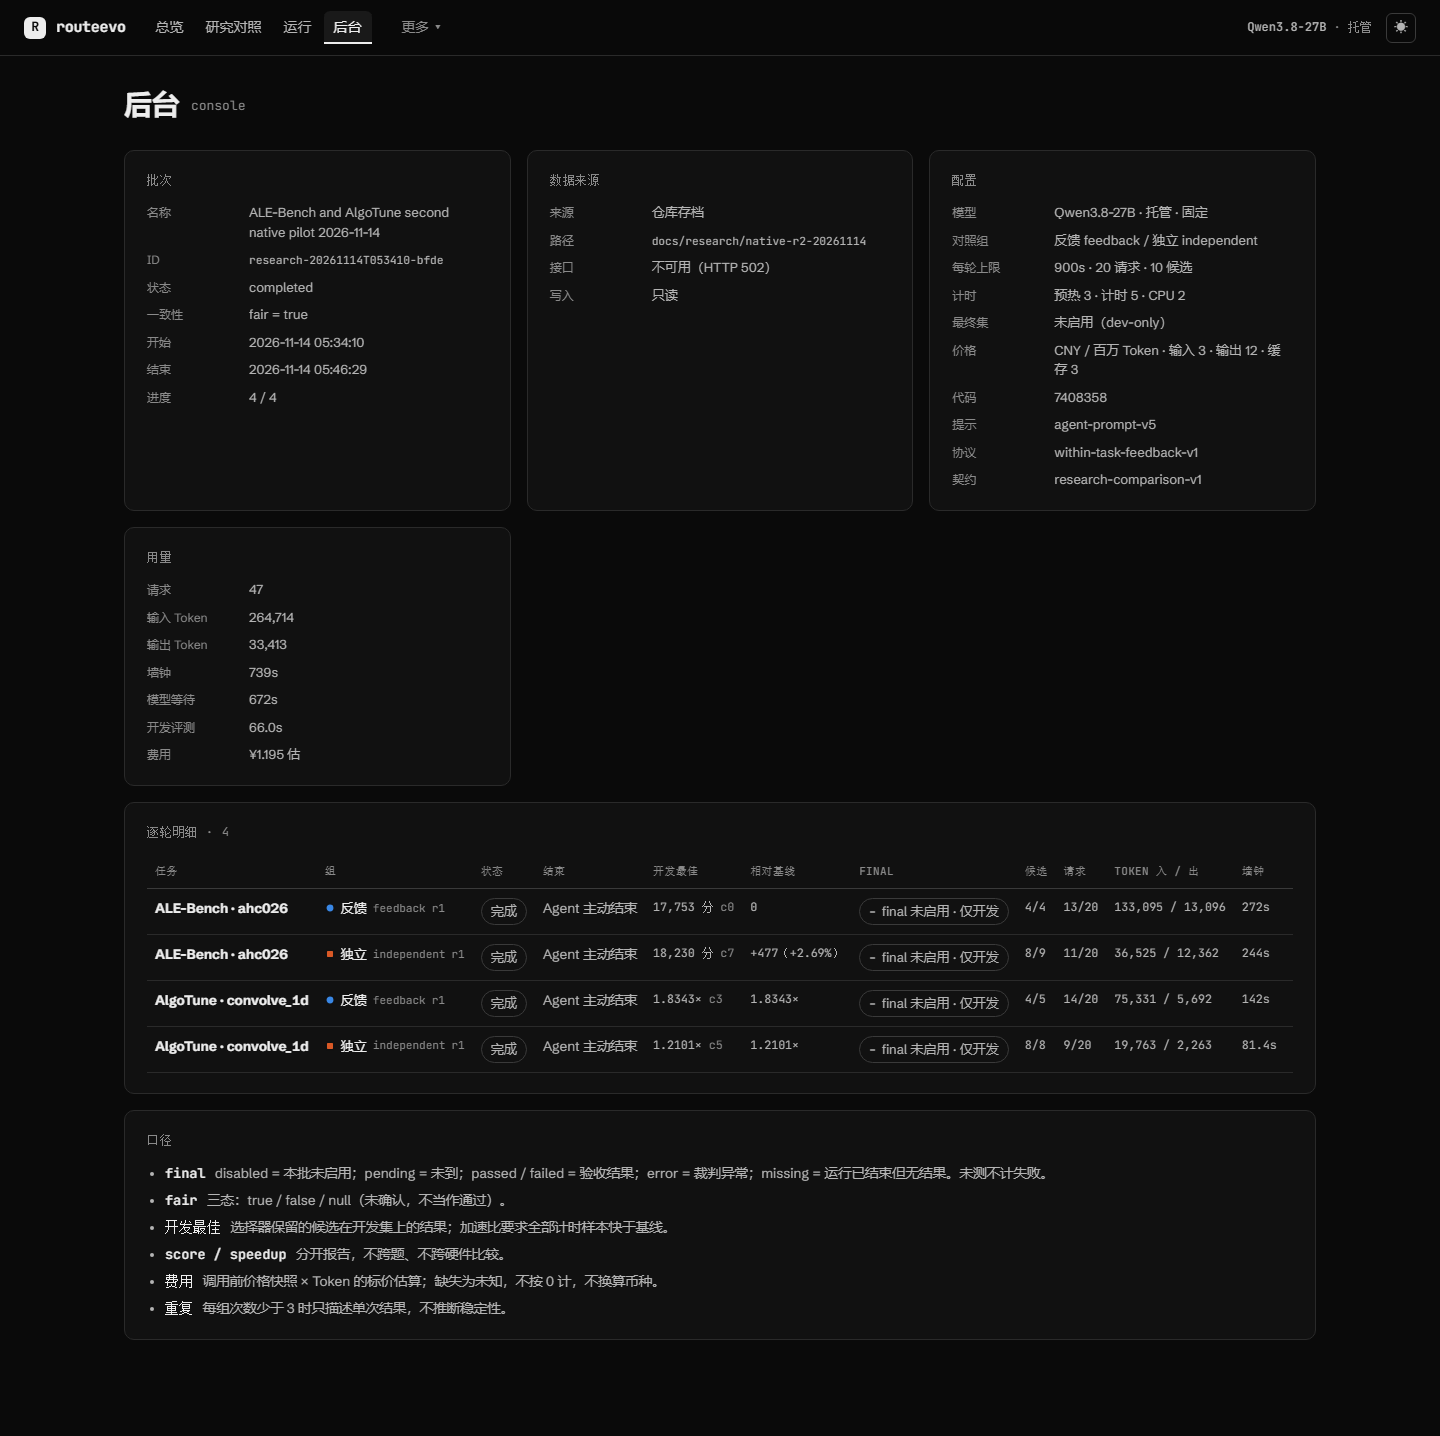 R routeevo 总览 研究对照 运行 后台 更多 ▾ Qwen3.8-27B · 托管
后台 console
批次
名称 ALE-Bench and AlgoTune second native pilot 2026-11-14
ID research-20261114T053410-bfde
状态 completed
一致性 fair = true
开始 2026-11-14 05:34:10
结束 2026-11-14 05:46:29
进度 4 / 4
数据来源
来源 仓库存档
路径 docs/research/native-r2-20261114
接口 不可用（HTTP 502）
写入 只读
配置
模型 Qwen3.8-27B · 托管 · 固定
对照组 反馈 feedback / 独立 independent
每轮上限 900s · 20 请求 · 10 候选
计时 预热 3 · 计时 5 · CPU 2
最终集 未启用（dev-only）
价格 CNY / 百万 Token · 输入 3 · 输出 12 · 缓存 3
代码 7408358
提示 agent-prompt-v5
协议 within-task-feedback-v1
契约 research-comparison-v1
用量
请求 47
输入 Token 264,714
输出 Token 33,413
墙钟 739s
模型等待 672s
开发评测 66.0s
费用 ¥1.195 估
逐轮明细 · 4
任务 组 状态 结束 开发最佳 相对基线 FINAL 候选 请求 TOKEN 入 / 出 墙钟
ALE-Bench · ahc026 反馈 feedback r1 完成 Agent 主动结束 17,753 分 c0 0 – final 未启用 · 仅开发 4/4 13/20 133,095 / 13,096 272s
ALE-Bench · ahc026 独立 independent r1 完成 Agent 主动结束 18,230 分 c7 +477（+2.69%） – final 未启用 · 仅开发 8/9 11/20 36,525 / 12,362 244s
AlgoTune · convolve_1d 反馈 feedback r1 完成 Agent 主动结束 1.8343× c3 1.8343× – final 未启用 · 仅开发 4/5 14/20 75,331 / 5,692 142s
AlgoTune · convolve_1d 独立 independent r1 完成 Agent 主动结束 1.2101× c5 1.2101× – final 未启用 · 仅开发 8/8 9/20 19,763 / 2,263 81.4s
口径
• final disabled = 本批未启用；pending = 未到；passed / failed = 验收结果；error = 裁判异常；missing = 运行已结束但无结果。未测不计失败。
• fair 三态：true / false / null（未确认，不当作通过）。
• 开发最佳 选择器保留的候选在开发集上的结果；加速比要求全部计时样本快于基线。
• score / speedup 分开报告，不跨题、不跨硬件比较。
• 费用 调用前价格快照 × Token 的标价估算；缺失为未知，不按 0 计，不换算币种。
• 重复 每组次数少于 3 时只描述单次结果，不推断稳定性。